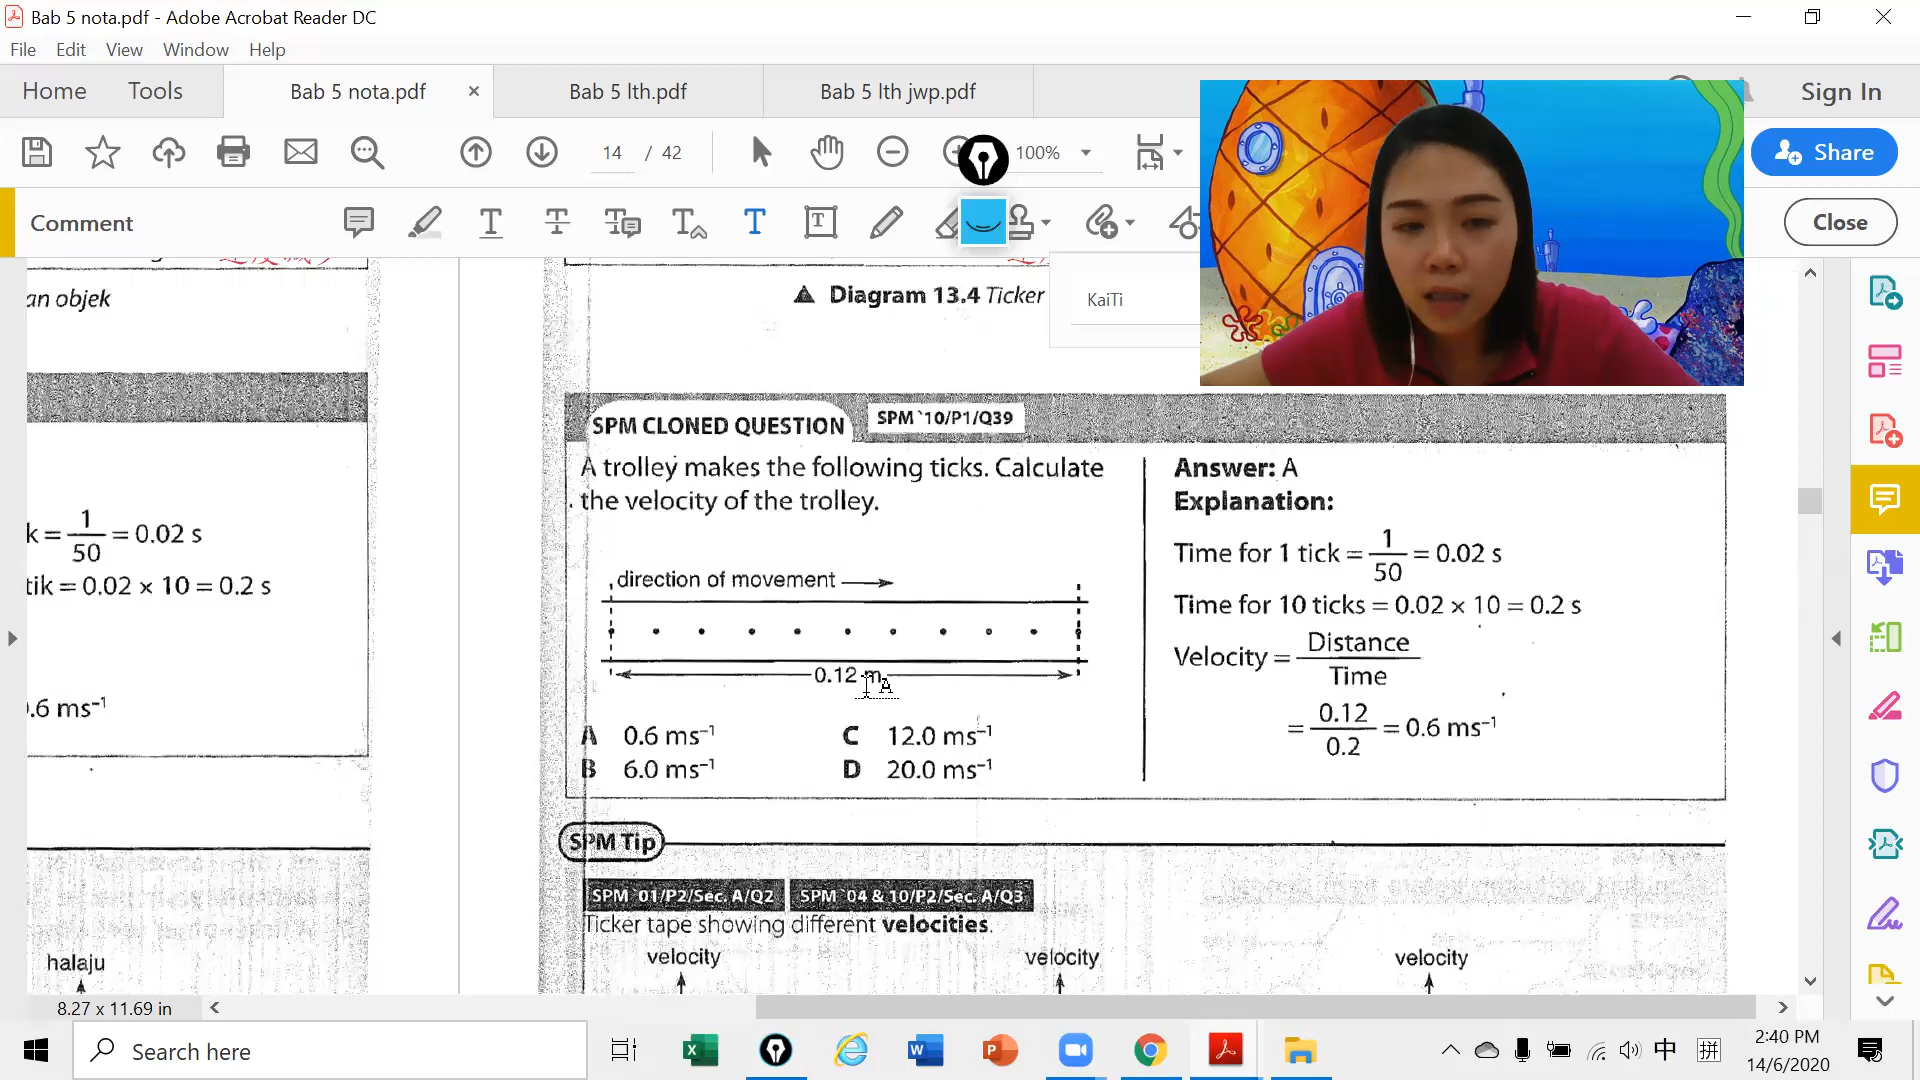 Bab 5 nota.pdf - Adobe Acrobat Reader DC
File Edit View Window Help
Home Tools Bab 5 nota.pdf × Bab 5 lth.pdf Bab 5 lth jwp.pdf Sign In
14 / 42 100% Share
Comment Close
an objek
▲ Diagram 13.4 Ticker
KaiTi
SPM CLONED QUESTION SPM `10/P1/Q39
A trolley makes the following ticks. Calculate
the velocity of the trolley.
direction of movement
0.12 m
A 0.6 ms⁻¹ C 12.0 ms⁻¹
B 6.0 ms⁻¹ D 20.0 ms⁻¹
Answer: A
Explanation:
Time for 1 tick = 1/50 = 0.02 s
Time for 10 ticks = 0.02 × 10 = 0.2 s
Velocity = Distance/Time
= 0.12/0.2 = 0.6 ms⁻¹
k = 1/50 = 0.02 s
tik = 0.02 × 10 = 0.2 s
.6 ms⁻¹
SPM Tip
SPM `01/P2/Sec. A/Q2 SPM `04 & 10/P2/Sec. A/Q3
Ticker tape showing different velocities.
halaju velocity velocity velocity
8.27 x 11.69 in
Search here
中 拼 2:40 PM
14/6/2020